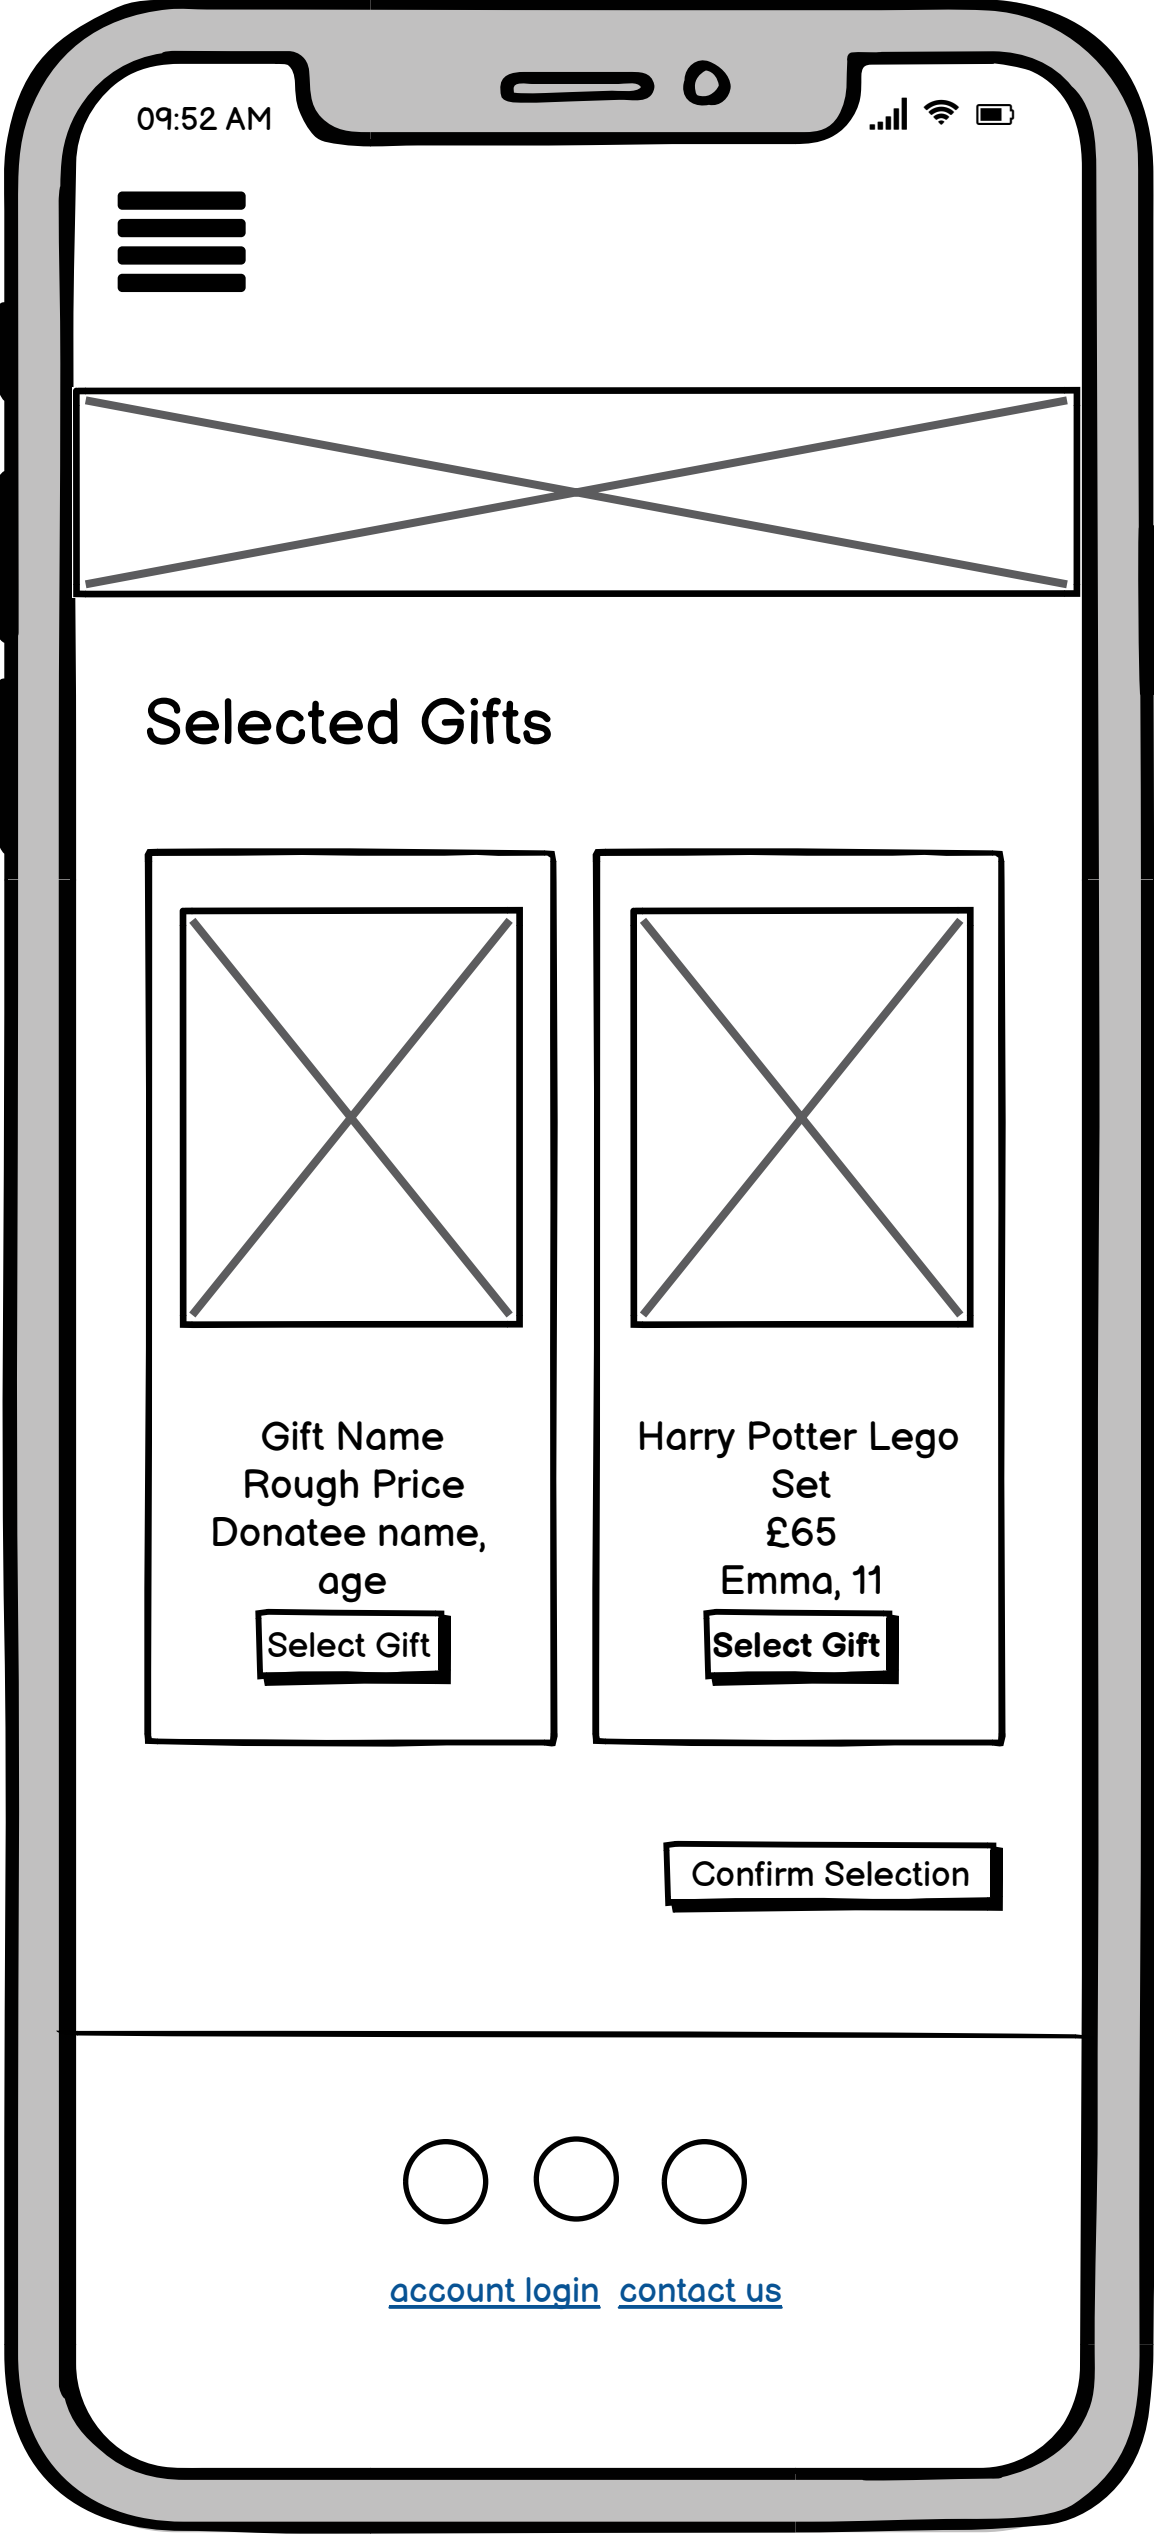 09:52 AM
Selected Gifts
Gift Name
Rough Price
Donatee name,
age
Select Gift
Harry Potter Lego
Set
£65
Emma, 11
Select Gift
Confirm Selection
account login contact us